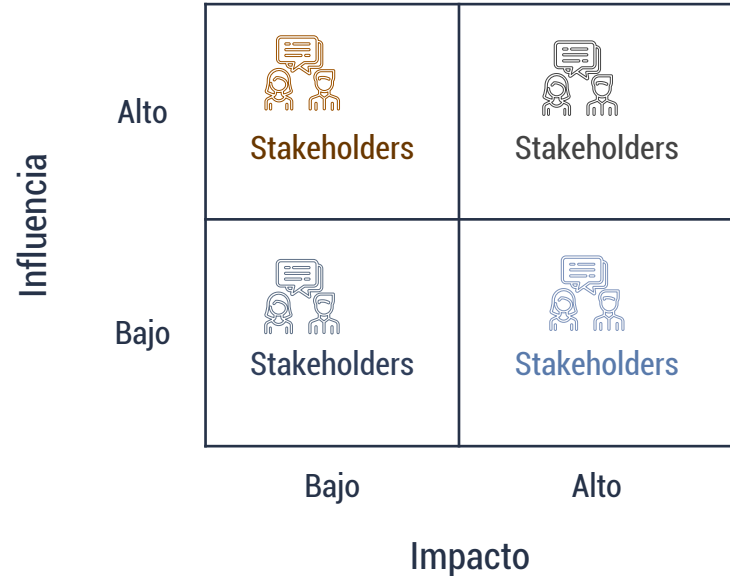 Influencia
Alto
Stakeholders
Stakeholders
Bajo
Stakeholders
Stakeholders
Bajo
Alto
Impacto